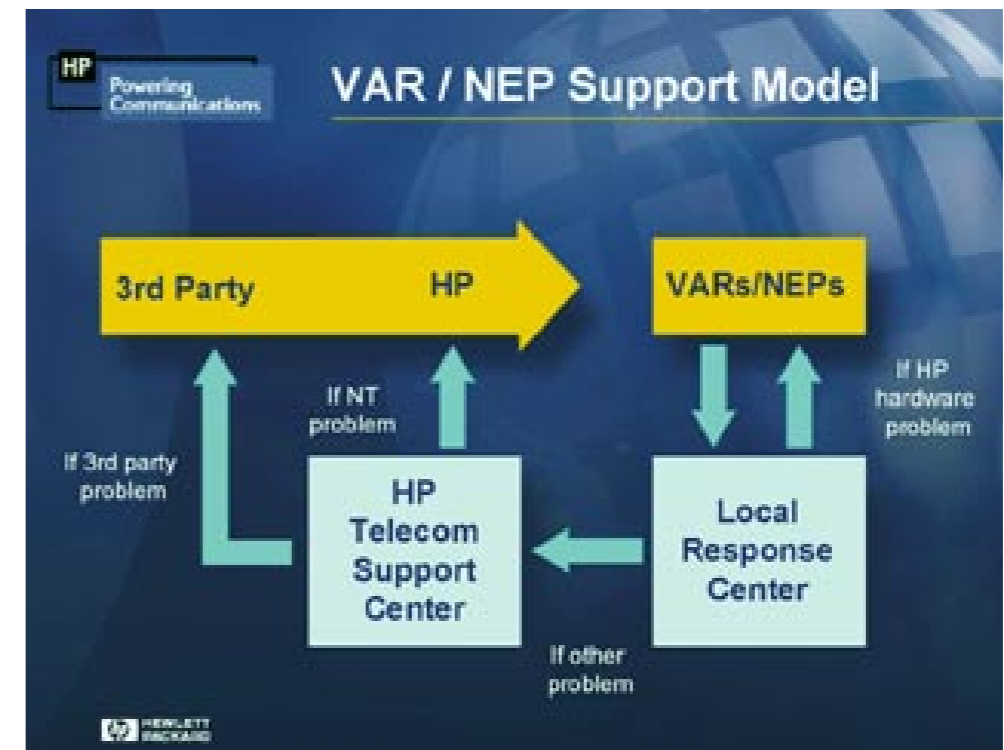 HP
Powering
Communications
VAR / NEP Support Model
3rd Party
HP
VARs/NEPs
If NT
problem
If HP
hardware
problem
If 3rd party
problem
HP
Telecom
Support
Center
Local
Response
Center
If other
problem
hp HEWLETT
PACKARD